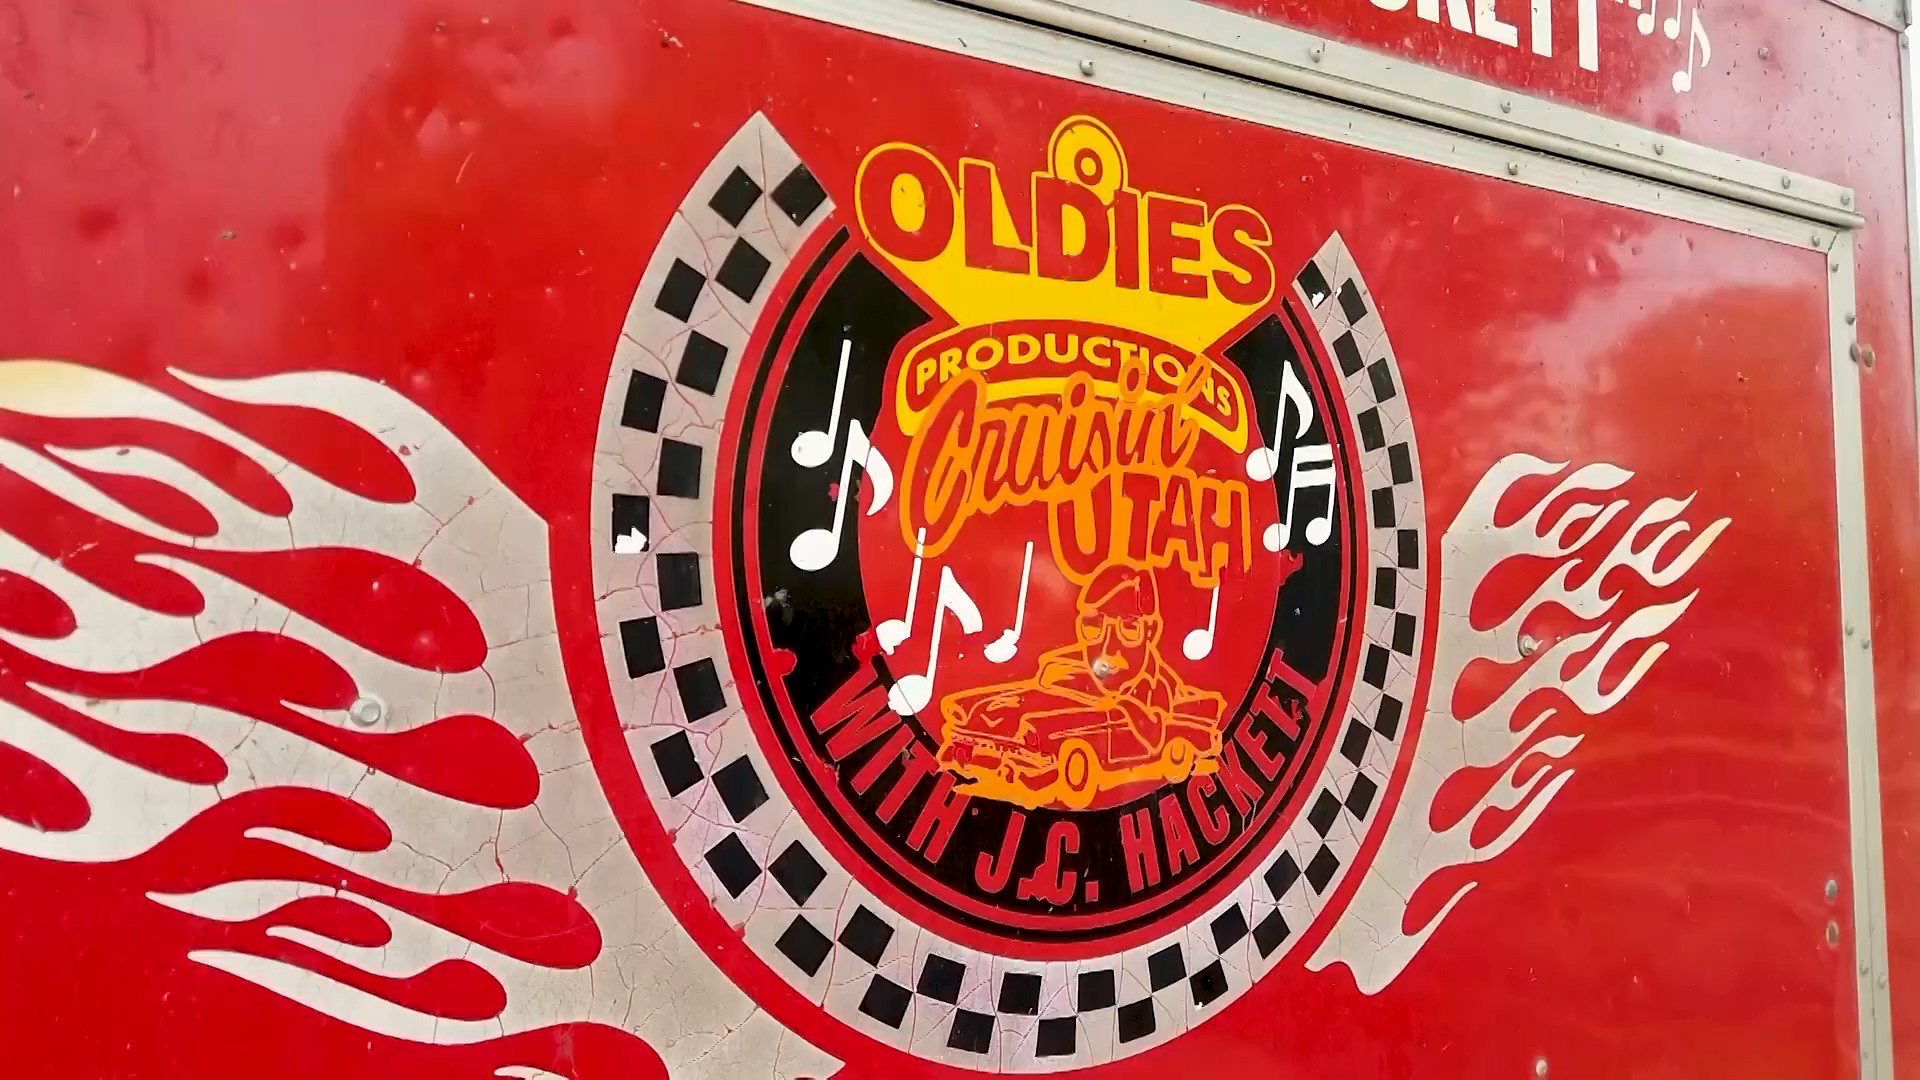 OLDIES
PRODUCTIONS
Cruisin'
UTAH
WITH J.C. HACKETT